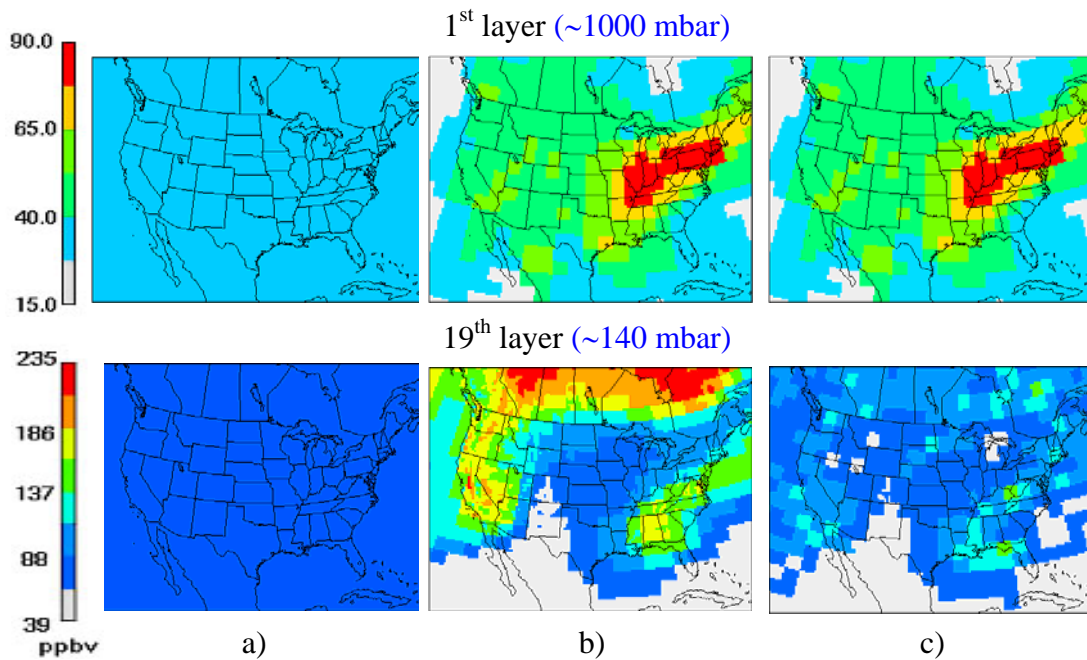 1st layer (~1000 mbar)
90.0
65.0
40.0
15.0
19th layer (~140 mbar)
235
186
137
88
39
ppbv
a)
b)
c)